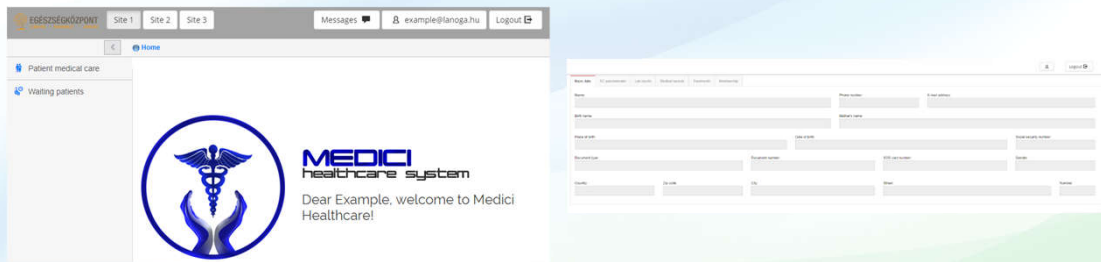 EGÉSZSÉGKÖZPONT
Site 1
Site 2
Site 3
Messages
example@lanoga.hu
Logout
Home
Patient medical care
Waiting patients
MEDICI
healthcare system
Dear Example, welcome to Medici
Healthcare!
Logout
Basic data
Name
Phone number
E-mail address
Birth name
Mother's name
Place of birth
Date of birth
Social security number
Document type
Document number
Gender
Country
Zip code
City
Street
Number